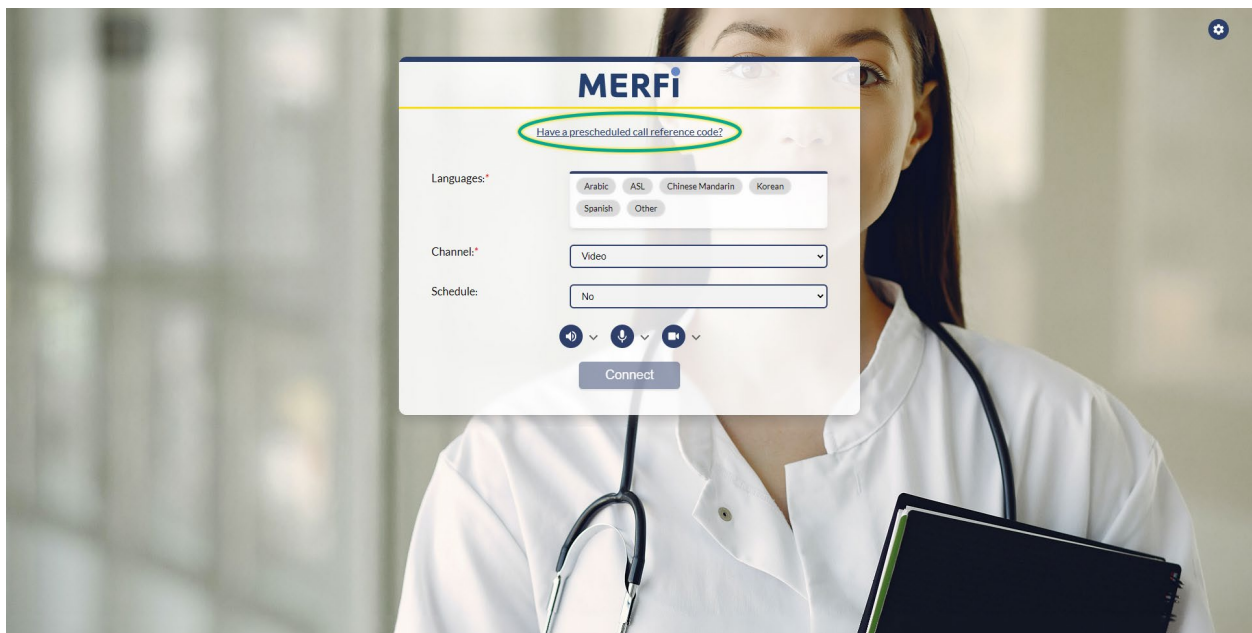 MERFi
Have a prescheduled call reference code?
Languages:*
Arabic ASL Chinese Mandarin Korean
Spanish Other
Channel:* Video
Schedule: No
Connect